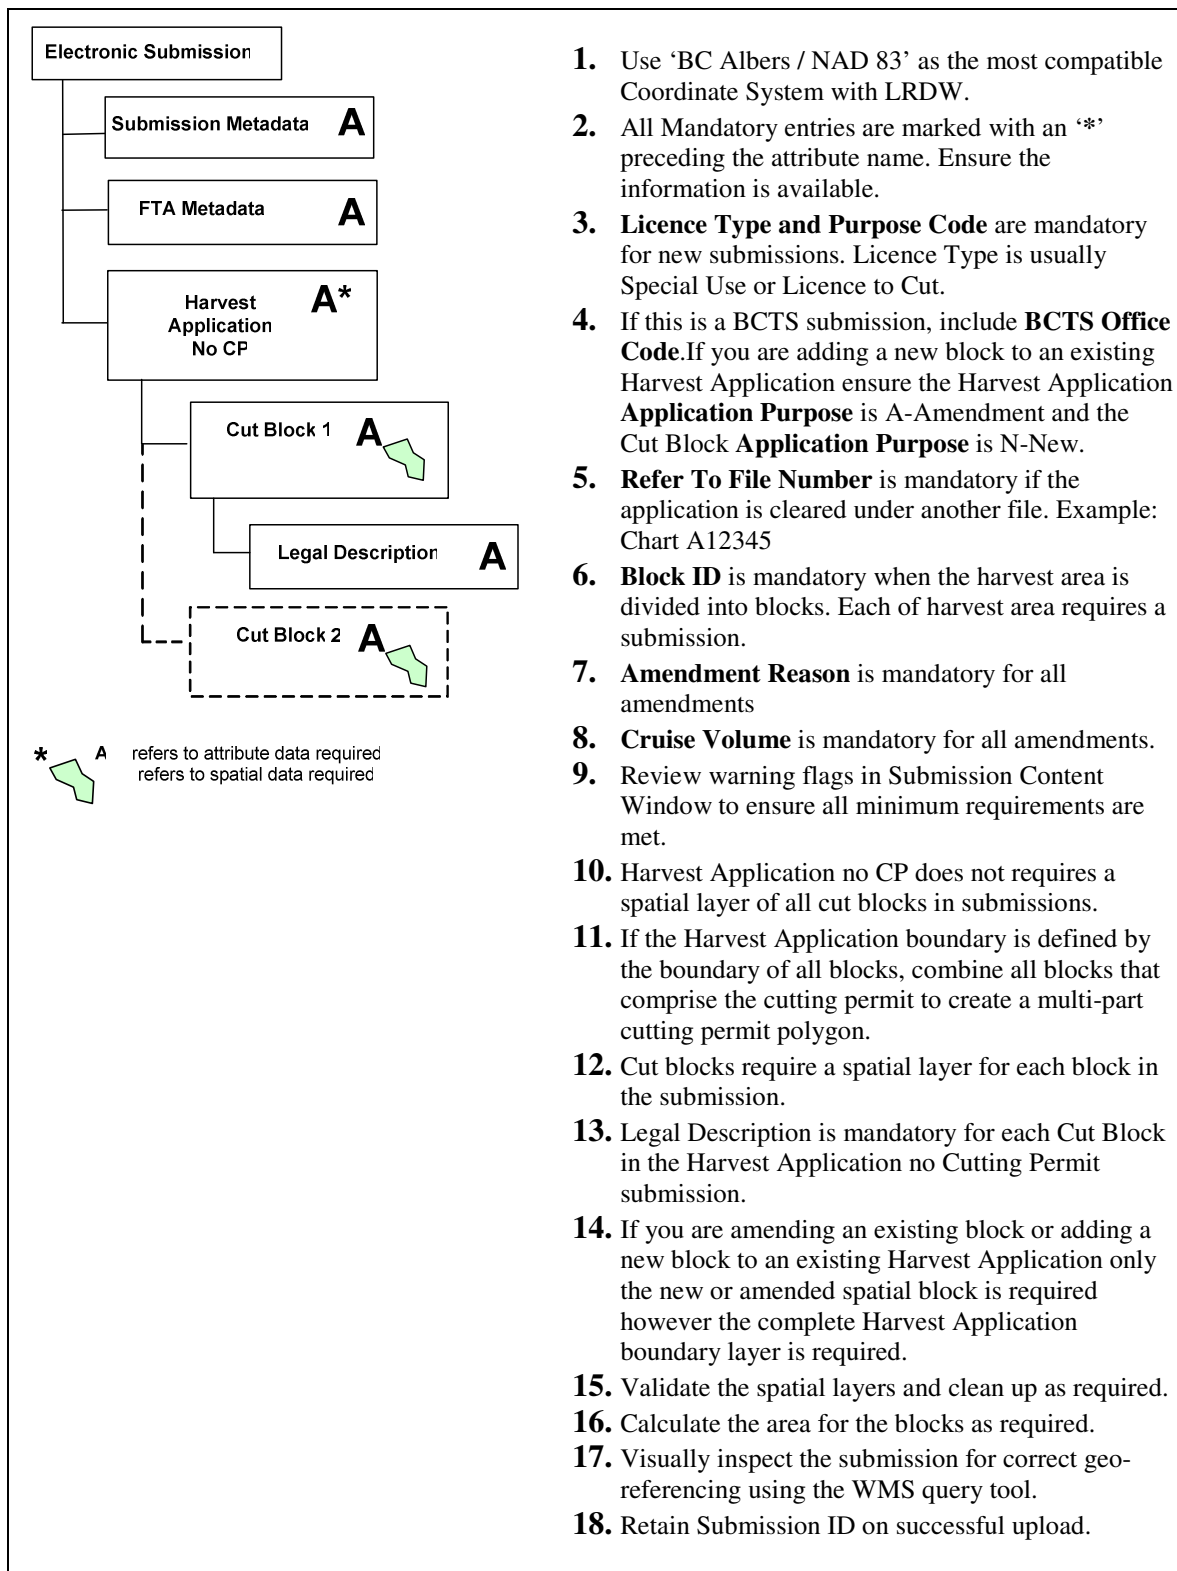 Electronic Submission
Submission Metadata A
FTA Metadata A
Harvest A*
Application
No CP
Cut Block 1 A
Legal Description A
Cut Block 2 A
* A refers to attribute data required
refers to spatial data required
1. Use ‘BC Albers / NAD 83’ as the most compatible
Coordinate System with LRDW.
2. All Mandatory entries are marked with an ‘*’
preceding the attribute name. Ensure the
information is available.
3. Licence Type and Purpose Code are mandatory
for new submissions. Licence Type is usually
Special Use or Licence to Cut.
4. If this is a BCTS submission, include BCTS Office
Code.If you are adding a new block to an existing
Harvest Application ensure the Harvest Application
Application Purpose is A-Amendment and the
Cut Block Application Purpose is N-New.
5. Refer To File Number is mandatory if the
application is cleared under another file. Example:
Chart A12345
6. Block ID is mandatory when the harvest area is
divided into blocks. Each of harvest area requires a
submission.
7. Amendment Reason is mandatory for all
amendments
8. Cruise Volume is mandatory for all amendments.
9. Review warning flags in Submission Content
Window to ensure all minimum requirements are
met.
10. Harvest Application no CP does not requires a
spatial layer of all cut blocks in submissions.
11. If the Harvest Application boundary is defined by
the boundary of all blocks, combine all blocks that
comprise the cutting permit to create a multi-part
cutting permit polygon.
12. Cut blocks require a spatial layer for each block in
the submission.
13. Legal Description is mandatory for each Cut Block
in the Harvest Application no Cutting Permit
submission.
14. If you are amending an existing block or adding a
new block to an existing Harvest Application only
the new or amended spatial block is required
however the complete Harvest Application
boundary layer is required.
15. Validate the spatial layers and clean up as required.
16. Calculate the area for the blocks as required.
17. Visually inspect the submission for correct geo-
referencing using the WMS query tool.
18. Retain Submission ID on successful upload.